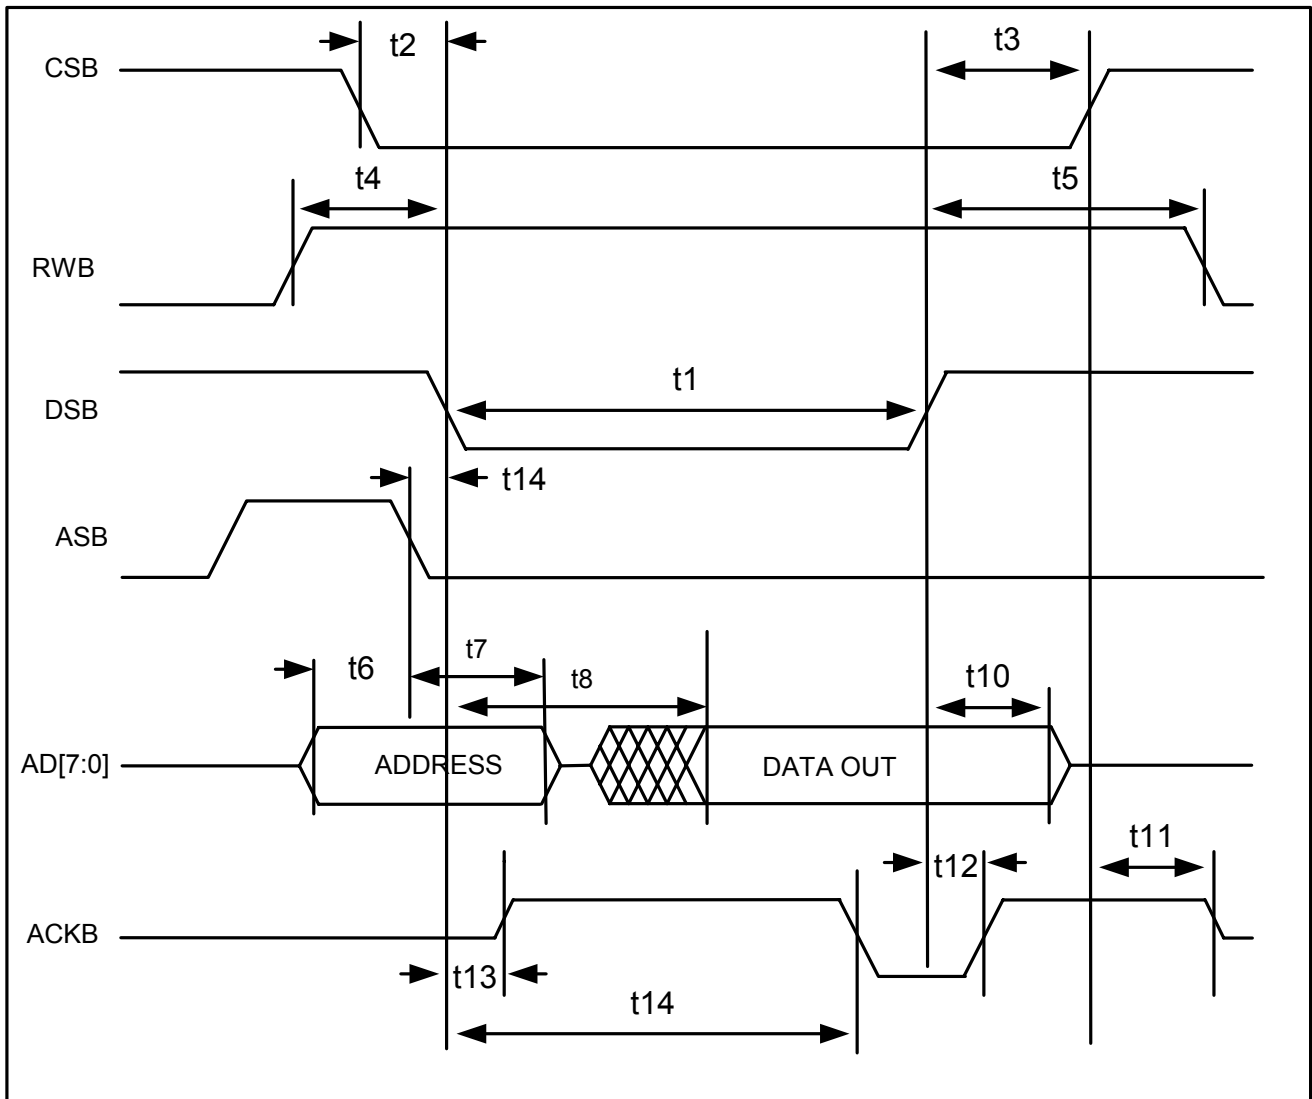 t2
t3
CSB
t4
t5
RWB
t1
DSB
t14
ASB
t7
t6
t8
t10
AD[7:0]
ADDRESS
DATA OUT
t11
t12
ACKB
t13
t14